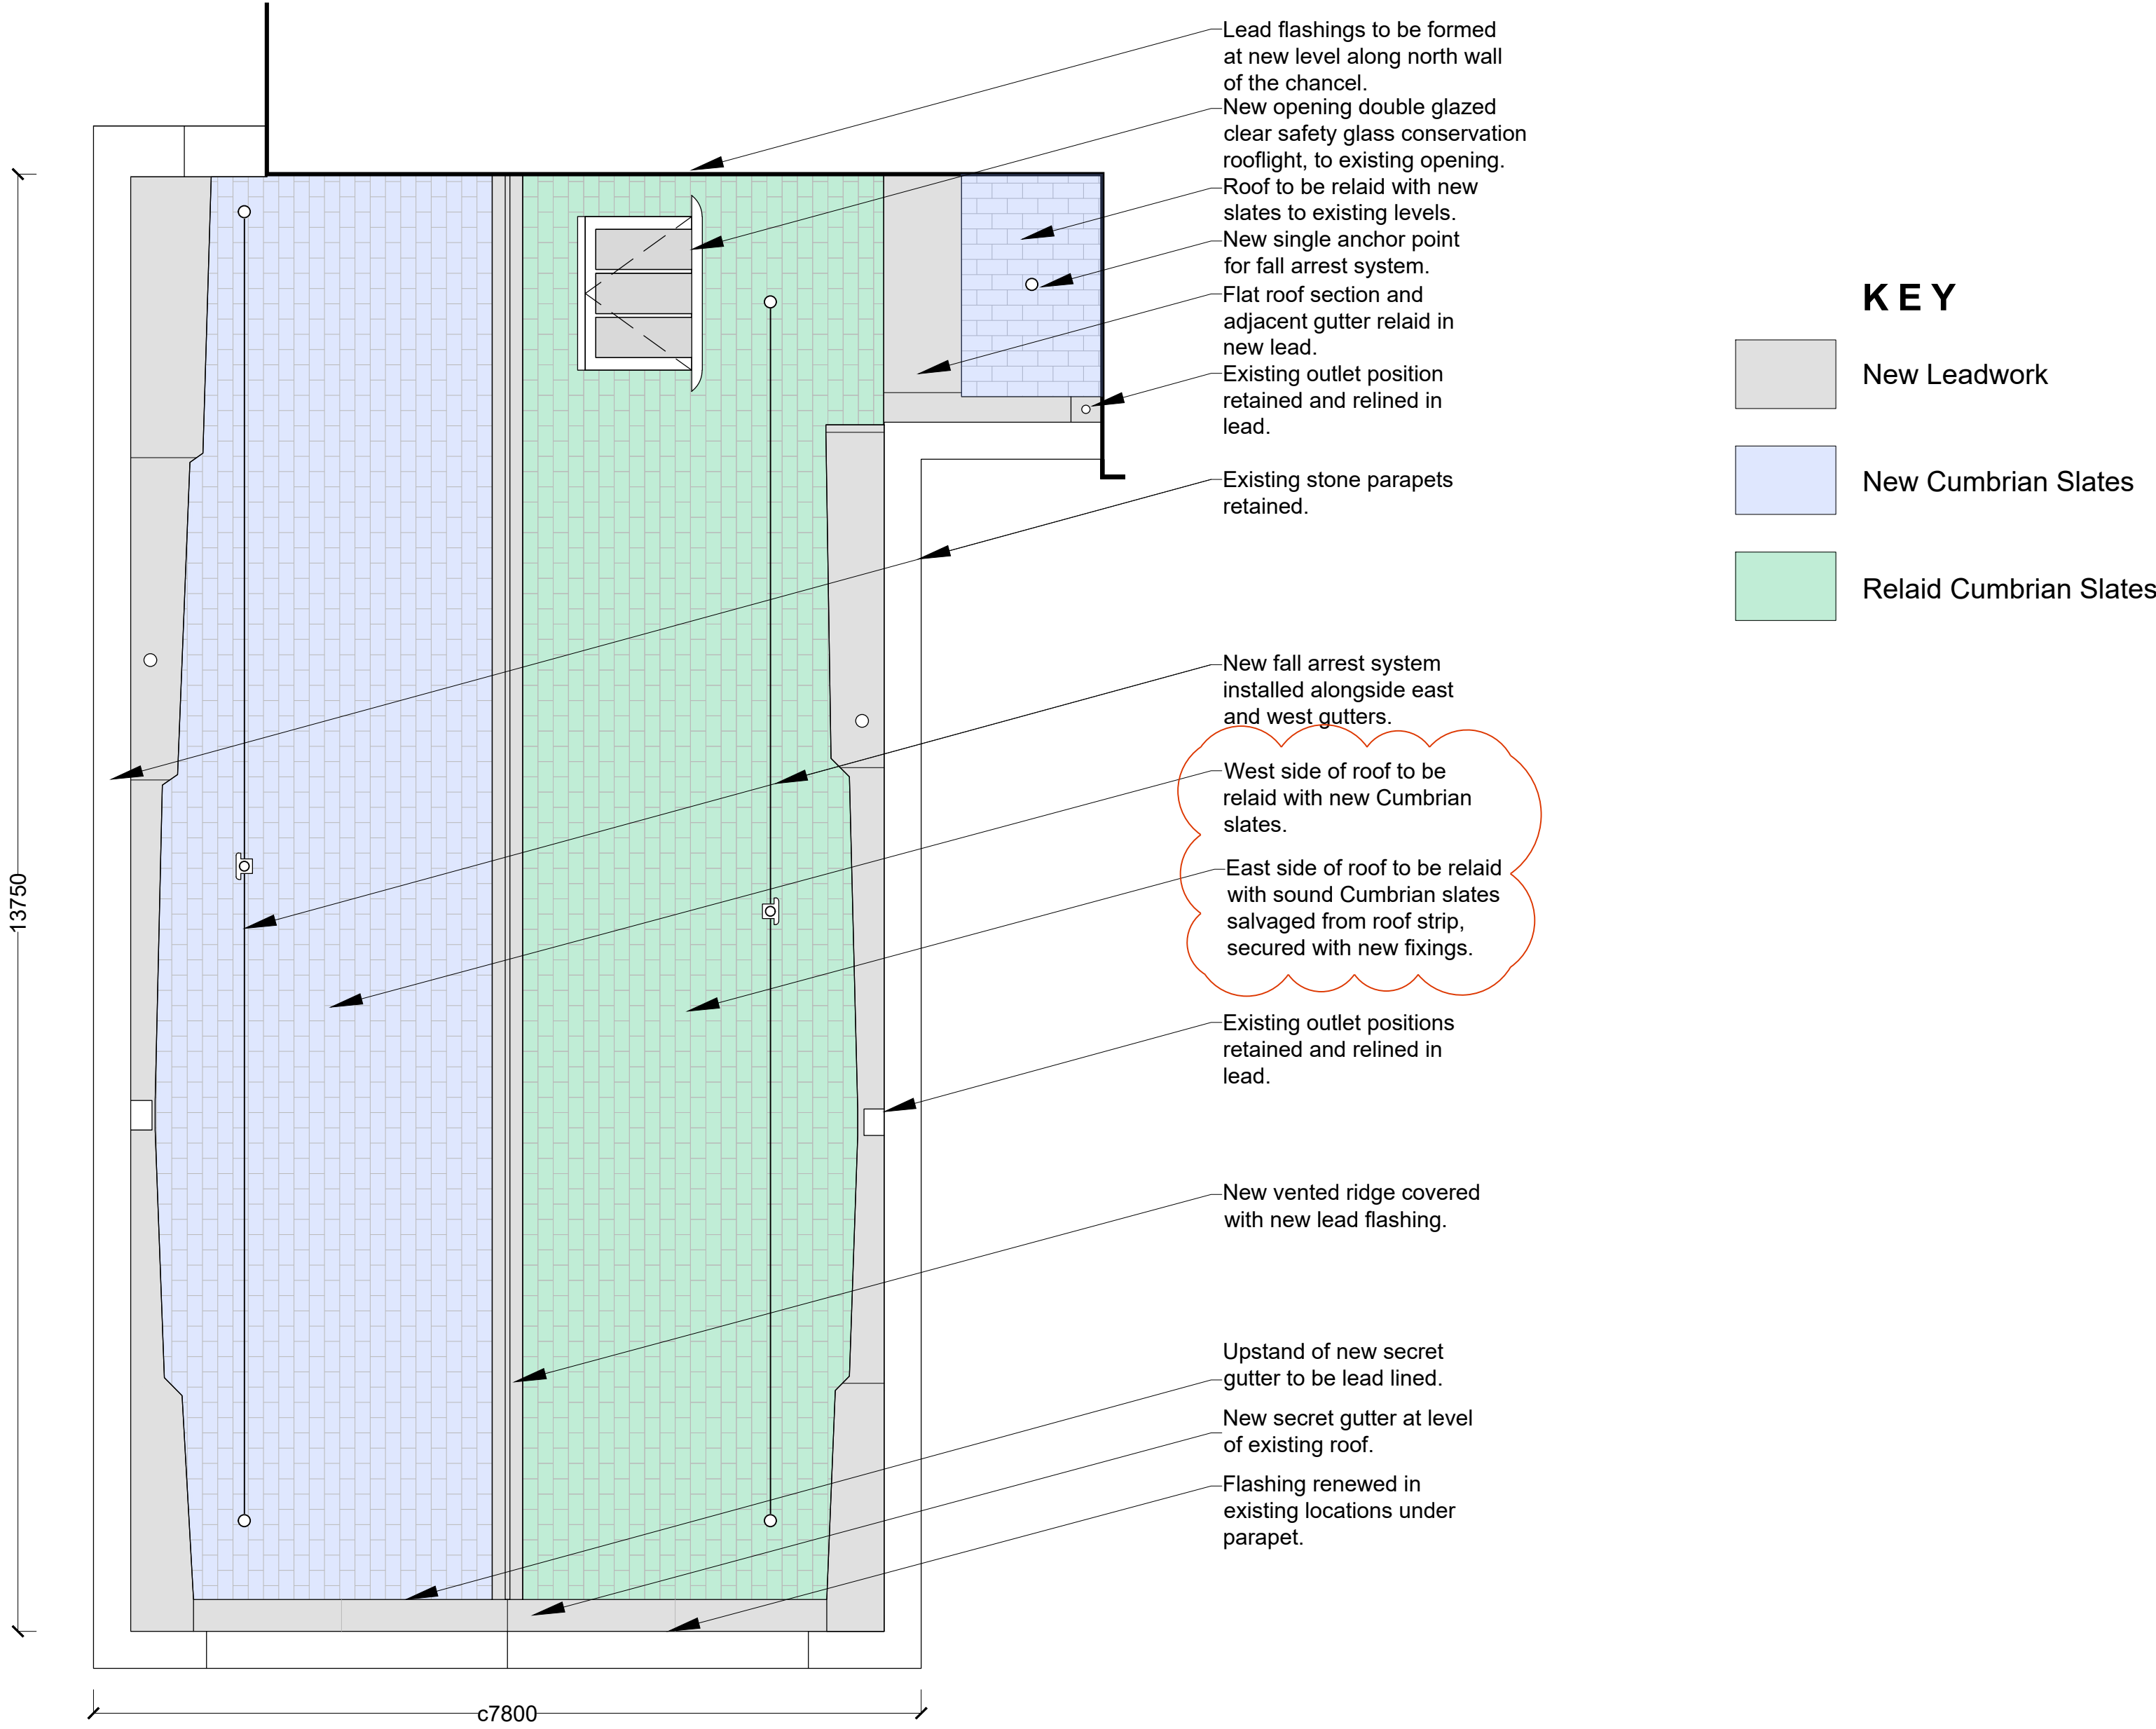 Lead flashings to be formed
at new level along north wall
of the chancel.
New opening double glazed
clear safety glass conservation
rooflight, to existing opening.
Roof to be relaid with new
slates to existing levels.
New single anchor point
for fall arrest system.
Flat roof section and
adjacent gutter relaid in
new lead.
Existing outlet position
retained and relined in
lead.
Existing stone parapets
retained.
New fall arrest system
installed alongside east
and west gutters.
West side of roof to be
relaid with new Cumbrian
slates.
East side of roof to be relaid
with sound Cumbrian slates
salvaged from roof strip,
secured with new fixings.
Existing outlet positions
retained and relined in
lead.
New vented ridge covered
with new lead flashing.
Upstand of new secret
gutter to be lead lined.
New secret gutter at level
of existing roof.
Flashing renewed in
existing locations under
parapet.
KEY
New Leadwork
New Cumbrian Slates
Relaid Cumbrian Slates
13750
c7800